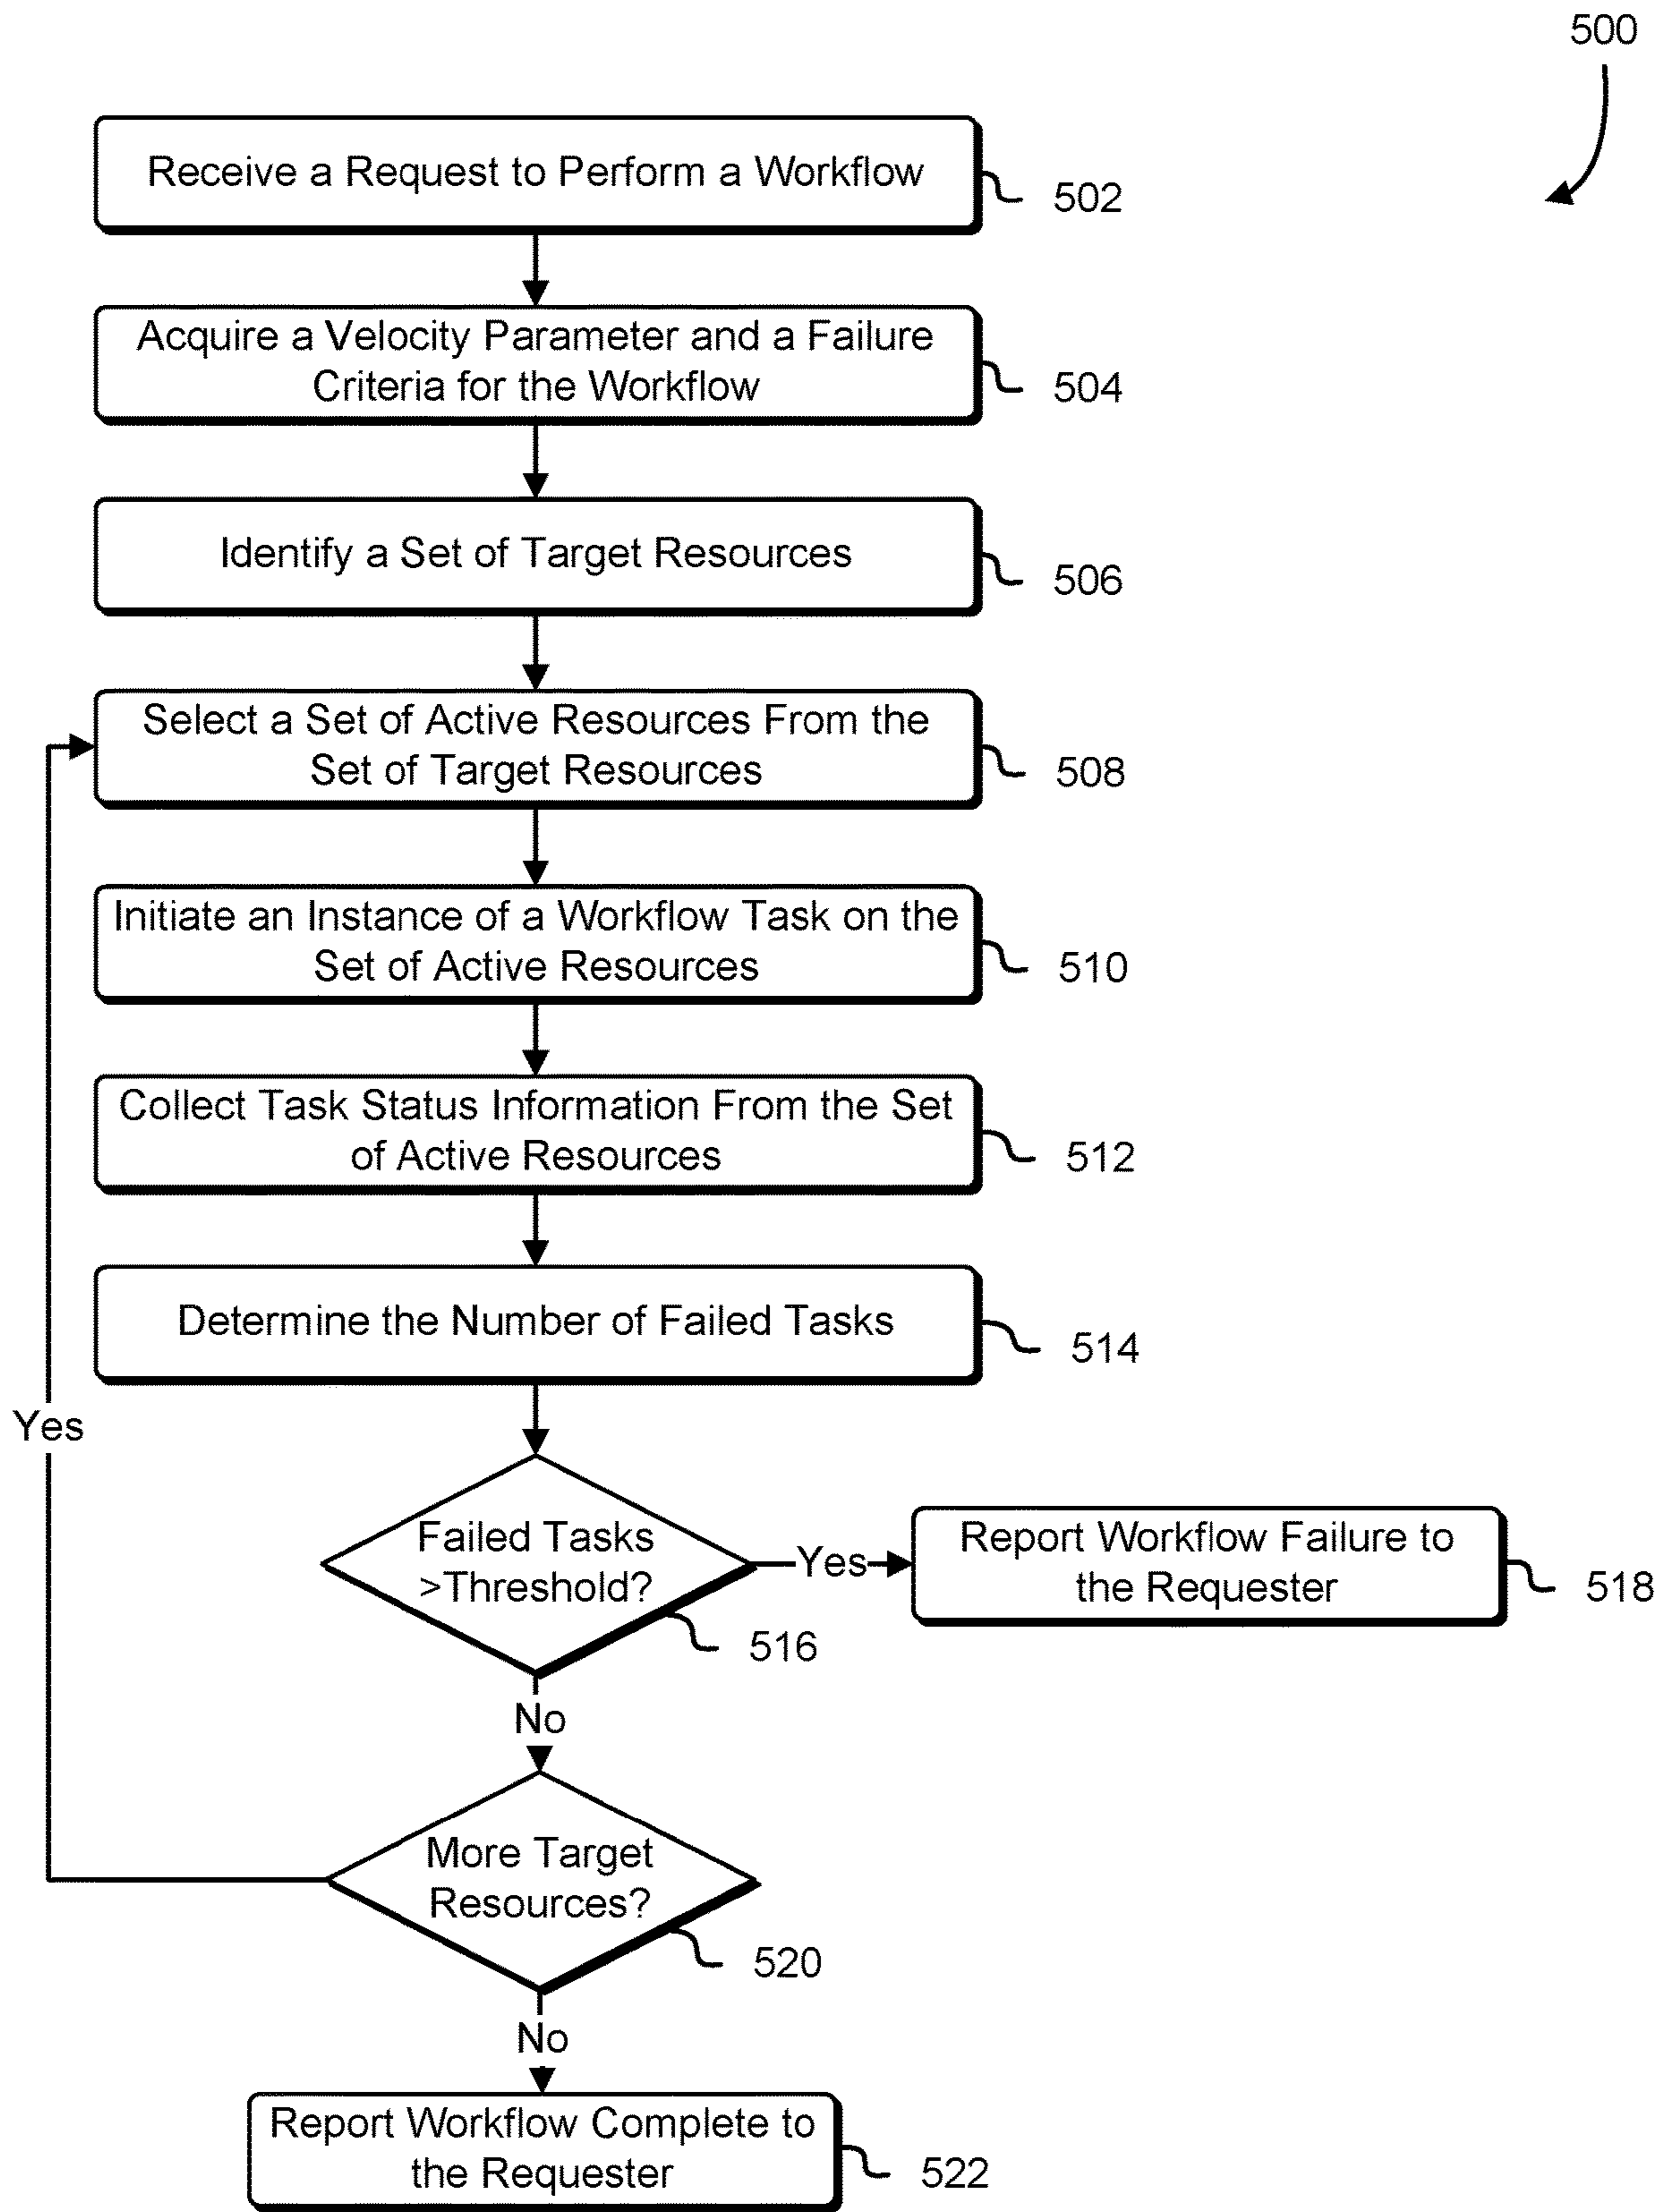 500
Receive a Request to Perform a Workflow
502
Acquire a Velocity Parameter and a Failure
Criteria for the Workflow
504
Identify a Set of Target Resources
506
Select a Set of Active Resources From the
Set of Target Resources
508
Initiate an Instance of a Workflow Task on the
Set of Active Resources
510
Collect Task Status Information From the Set
of Active Resources
512
Determine the Number of Failed Tasks
514
Yes
Failed Tasks
>Threshold?
516
Yes
Report Workflow Failure to
the Requester
518
No
More Target
Resources?
520
No
Report Workflow Complete to
the Requester
522